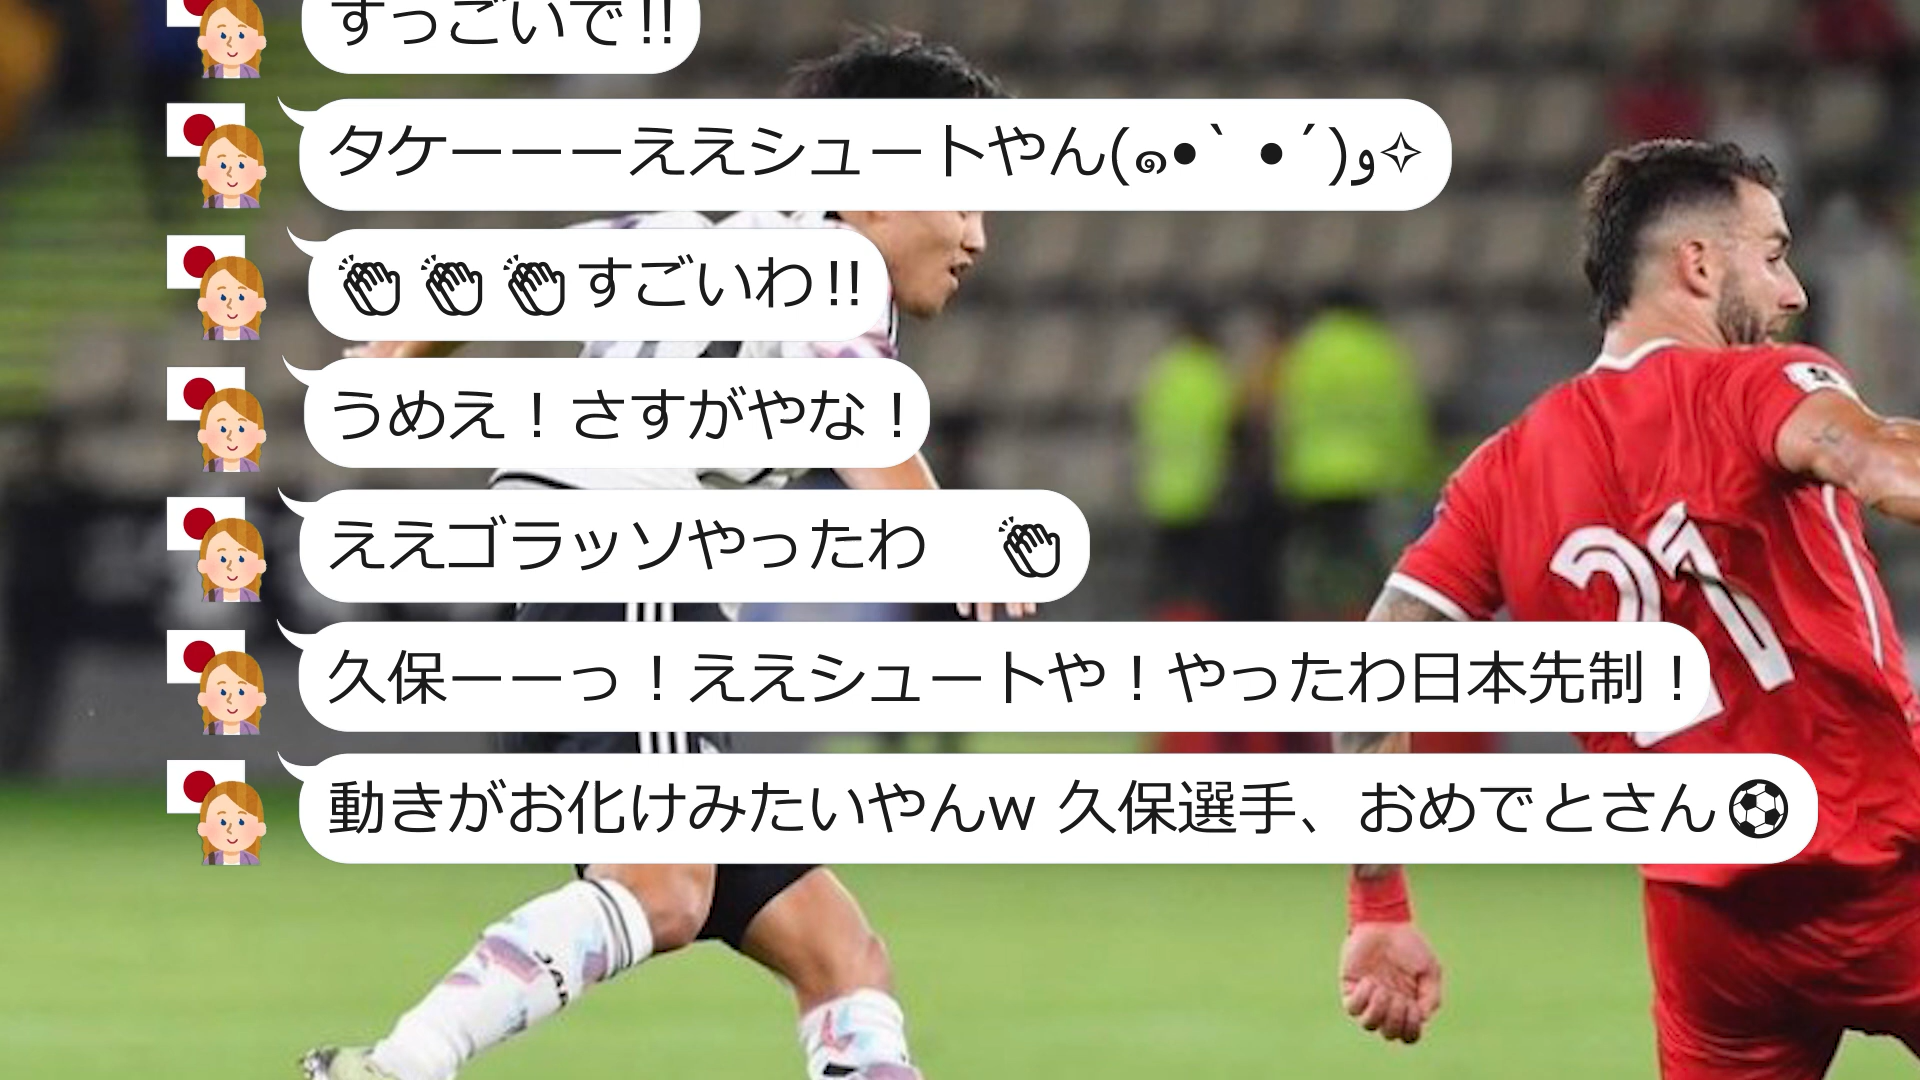 すっごいで!!
タケーーーええシュートやん(๑•̀ •́)و✧
👏👏👏すごいわ!!
うめえ！さすがやな！
ええゴラッソやったわ　👏
久保ーーっ！ええシュートや！やったわ日本先制！
動きがお化けみたいやんw 久保選手、おめでとさん⚽
21